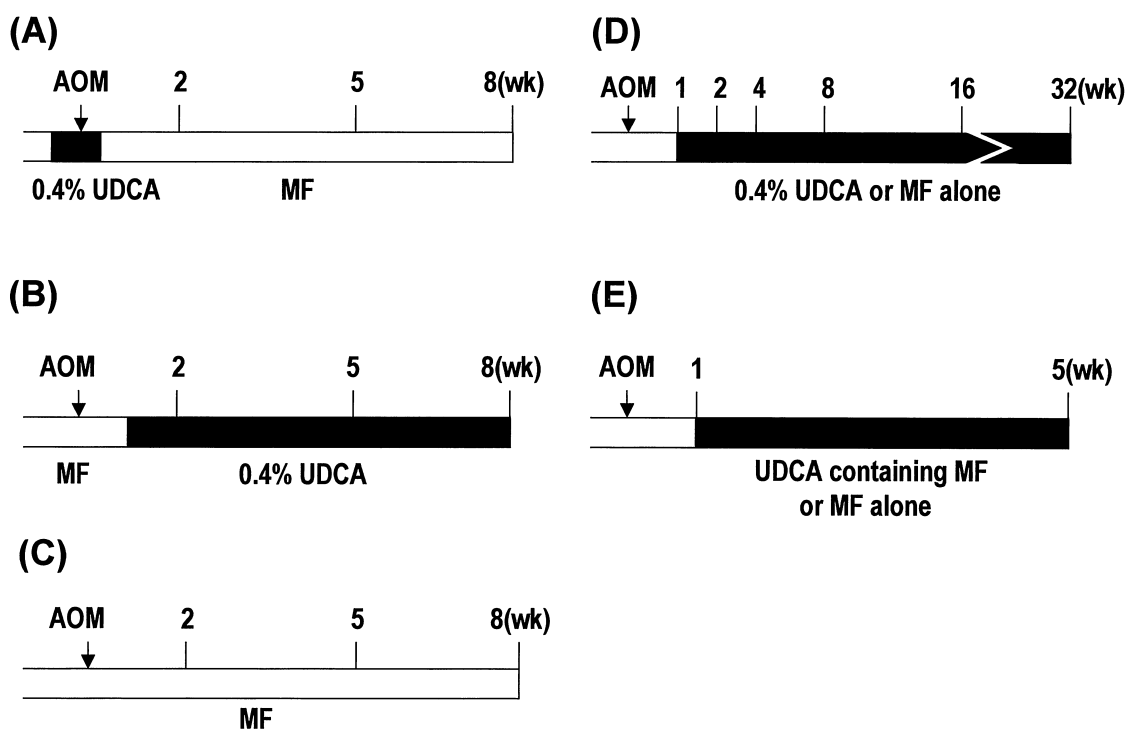 (A)
AOM 2 5 8(wk)
0.4% UDCA MF
(B)
AOM 2 5 8(wk)
MF 0.4% UDCA
(C)
AOM 2 5 8(wk)
MF
(D)
AOM 1 2 4 8 16 32(wk)
0.4% UDCA or MF alone
(E)
AOM 1 5(wk)
UDCA containing MF
or MF alone